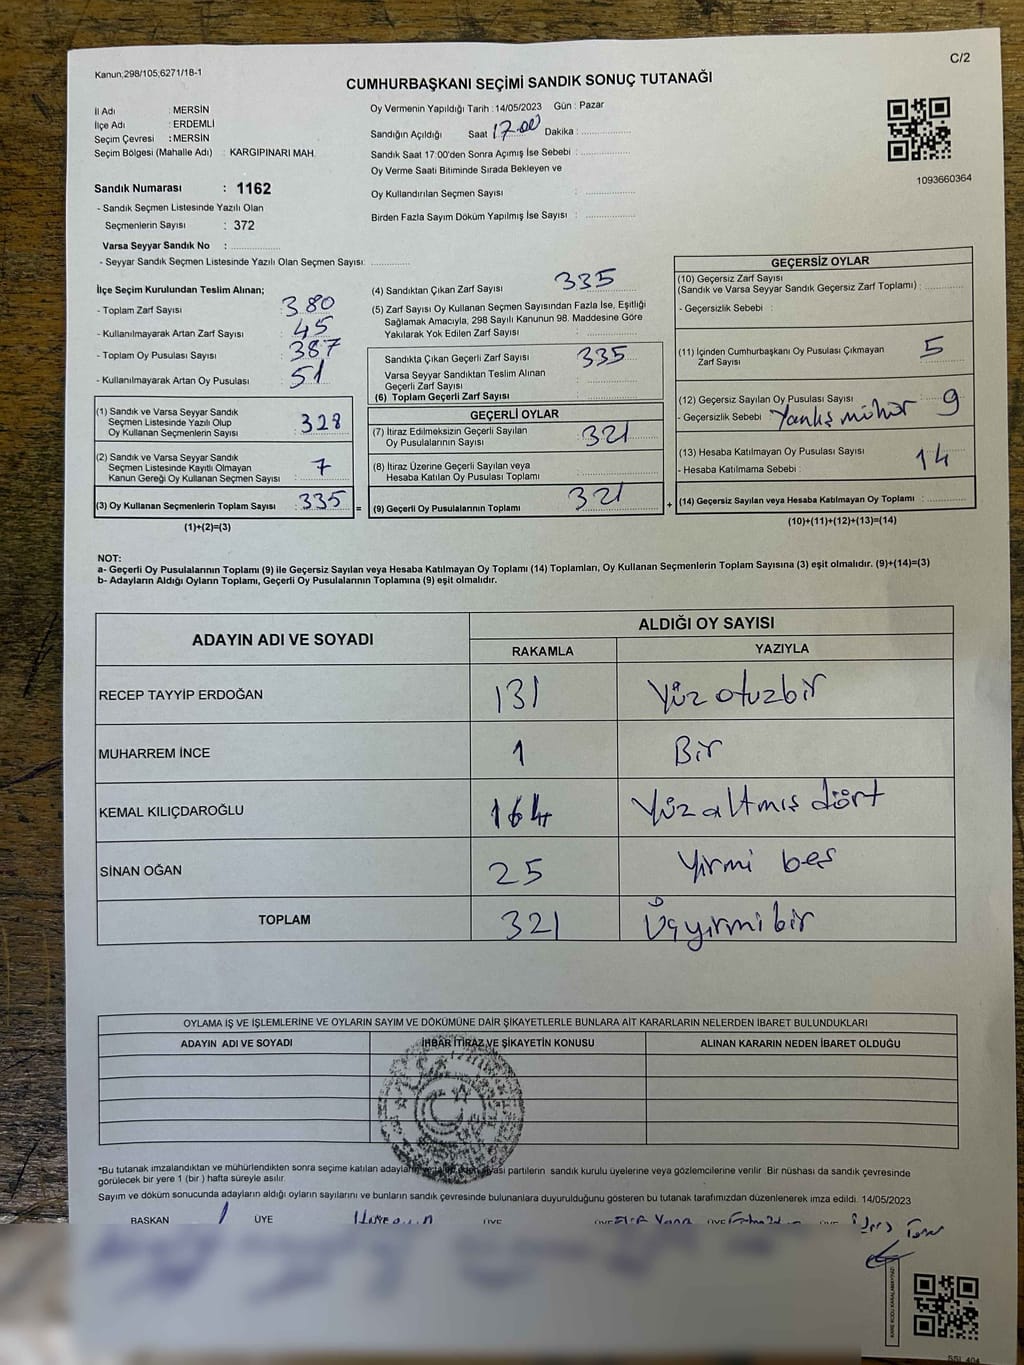 Kanun;298/105;6271/18-1
C/2
CUMHURBAŞKANI SEÇİMİ SANDIK SONUÇ TUTANAĞI
İl Adı : MERSİN
İlçe Adı : ERDEMLİ
Seçim Çevresi : MERSİN
Seçim Bölgesi (Mahalle Adı) : KARGIPINARI MAH.
Oy Vermenin Yapıldığı Tarih : 14/05/2023 Gün : Pazar
Sandığın Açıldığı Saat 17.00 Dakika :
Sandık Saat 17:00'den Sonra Açımış İse Sebebi :
Oy Verme Saati Bitiminde Sırada Bekleyen ve
Oy Kullandırılan Seçmen Sayısı :
Birden Fazla Sayım Döküm Yapılmış İse Sayısı :
1093660364
Sandık Numarası : 1162
- Sandık Seçmen Listesinde Yazılı Olan
Seçmenlerin Sayısı : 372
Varsa Seyyar Sandık No :
- Seyyar Sandık Seçmen Listesinde Yazılı Olan Seçmen Sayısı:
İlçe Seçim Kurulundan Teslim Alınan;
- Toplam Zarf Sayısı : 380
- Kullanılmayarak Artan Zarf Sayısı : 45
- Toplam Oy Pusulası Sayısı : 387
- Kullanılmayarak Artan Oy Pusulası : 51
(1) Sandık ve Varsa Seyyar Sandık
Seçmen Listesinde Yazılı Olup
Oy Kullanan Seçmenlerin Sayısı : 328
(2) Sandık ve Varsa Seyyar Sandık
Seçmen Listesinde Kayıtlı Olmayan
Kanun Gereği Oy Kullanan Seçmen Sayısı : 7
(3) Oy Kullanan Seçmenlerin Toplam Sayısı : 335 =
(1)+(2)=(3)
(4) Sandıktan Çıkan Zarf Sayısı : 335
(5) Zarf Sayısı Oy Kullanan Seçmen Sayısından Fazla İse, Eşitliği
Sağlamak Amacıyla, 298 Sayılı Kanunun 98. Maddesine Göre
Yakılarak Yok Edilen Zarf Sayısı :
Sandıkta Çıkan Geçerli Zarf Sayısı : 335
Varsa Seyyar Sandıktan Teslim Alınan
Geçerli Zarf Sayısı :
(6) Toplam Geçerli Zarf Sayısı :
GEÇERLİ OYLAR
(7) İtiraz Edilmeksizin Geçerli Sayılan
Oy Pusulalarının Sayısı : 321
(8) İtiraz Üzerine Geçerli Sayılan veya
Hesaba Katılan Oy Pusulası Toplamı :
(9) Geçerli Oy Pusulalarının Toplamı : 321 +
GEÇERSİZ OYLAR
(10) Geçersiz Zarf Sayısı
(Sandık ve Varsa Seyyar Sandık Geçersiz Zarf Toplamı) :
- Geçersizlik Sebebi :
(11) İçinden Cumhurbaşkanı Oy Pusulası Çıkmayan
Zarf Sayısı : 5
(12) Geçersiz Sayılan Oy Pusulası Sayısı : 9
- Geçersizlik Sebebi Yanlış mühür
(13) Hesaba Katılmayan Oy Pusulası Sayısı : 14
- Hesaba Katılmama Sebebi :
(14) Geçersiz Sayılan veya Hesaba Katılmayan Oy Toplamı :
(10)+(11)+(12)+(13)=(14)
NOT:
a- Geçerli Oy Pusulalarının Toplamı (9) ile Geçersiz Sayılan veya Hesaba Katılmayan Oy Toplamı (14) Toplamları, Oy Kullanan Seçmenlerin Toplam Sayısına (3) eşit olmalıdır. (9)+(14)=(3)
b- Adayların Aldığı Oyların Toplamı, Geçerli Oy Pusulalarının Toplamına (9) eşit olmalıdır.
ADAYIN ADI VE SOYADI
ALDIĞI OY SAYISI
RAKAMLA YAZIYLA
RECEP TAYYİP ERDOĞAN 131 Yüz otuzbir
MUHARREM İNCE 1 Bir
KEMAL KILIÇDAROĞLU 164 Yüz altmış dört
SİNAN OĞAN 25 Yirmi beş
TOPLAM 321 Üçyirmi bir
OYLAMA İŞ VE İŞLEMLERİNE VE OYLARIN SAYIM VE DÖKÜMÜNE DAİR ŞİKAYETLERLE BUNLARA AİT KARARLARIN NELERDEN İBARET BULUNDUKLARI
ADAYIN ADI VE SOYADI İHBAR İTİRAZ VE ŞİKAYETİN KONUSU ALINAN KARARIN NEDEN İBARET OLDUĞU
*Bu tutanak imzalandıktan ve mühürlendikten sonra seçime katılan adayların siyasi partilerin sandık kurulu üyelerine veya gözlemcilerine verilir. Bir nüshası da sandık çevresinde
görülecek bir yere 1 (bir ) hafta süreyle asılır.
Sayım ve döküm sonucunda adayların aldığı oyların sayılarını ve bunların sandık çevresinde bulunanlara duyurulduğunu gösteren bu tutanak tarafımızdan düzenlenerek imza edildi. 14/05/2023
BAŞKAN ÜYE ÜYE